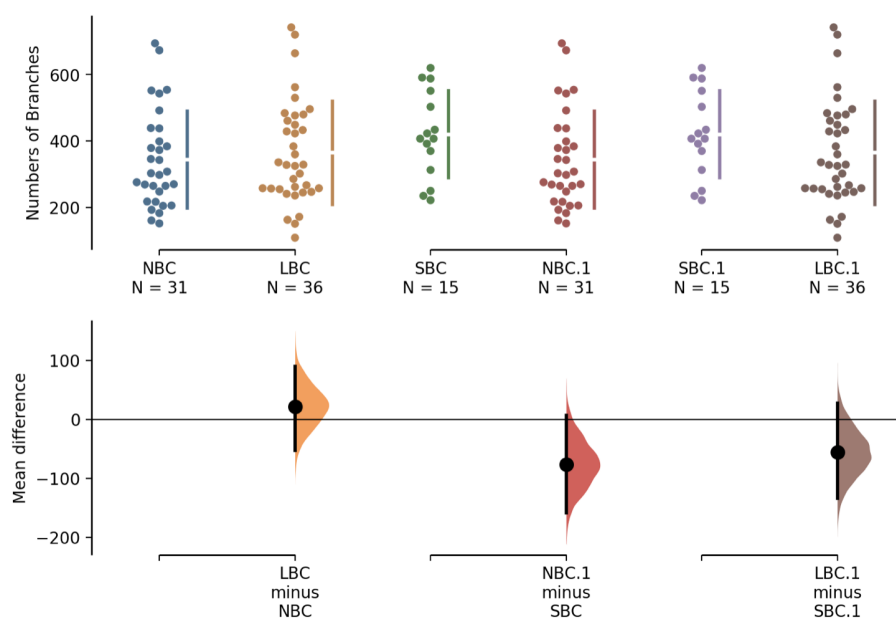 Numbers of Branches
600
400
200
NBC
N = 31
LBC
N = 36
SBC
N = 15
NBC.1
N = 31
SBC.1
N = 15
LBC.1
N = 36
Mean difference
100
0
−100
−200
LBC
minus
NBC
NBC.1
minus
SBC
LBC.1
minus
SBC.1